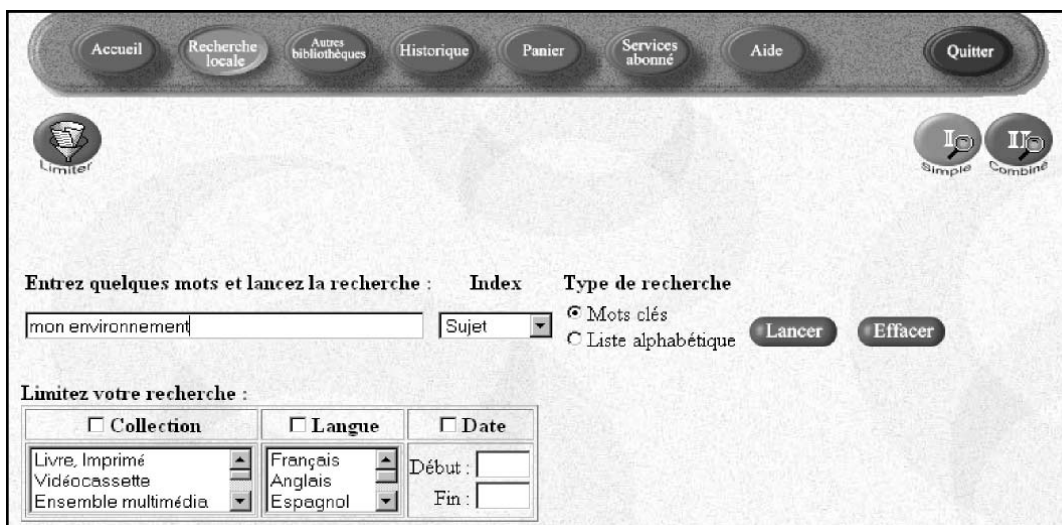 Accueil
Recherche
locale
Autres
bibliothèques
Historique
Panier
Services
abonné
Aide
Quitter
Limiter
Simple
Combiné
Entrez quelques mots et lancez la recherche :
Index
Type de recherche
mon environnement
Sujet
Mots clés
Liste alphabétique
Lancer
Effacer
Limitez votre recherche :
Collection
Langue
Date
Livre, Imprimé
Vidéocassette
Ensemble multimédia
Français
Anglais
Espagnol
Début :
Fin :